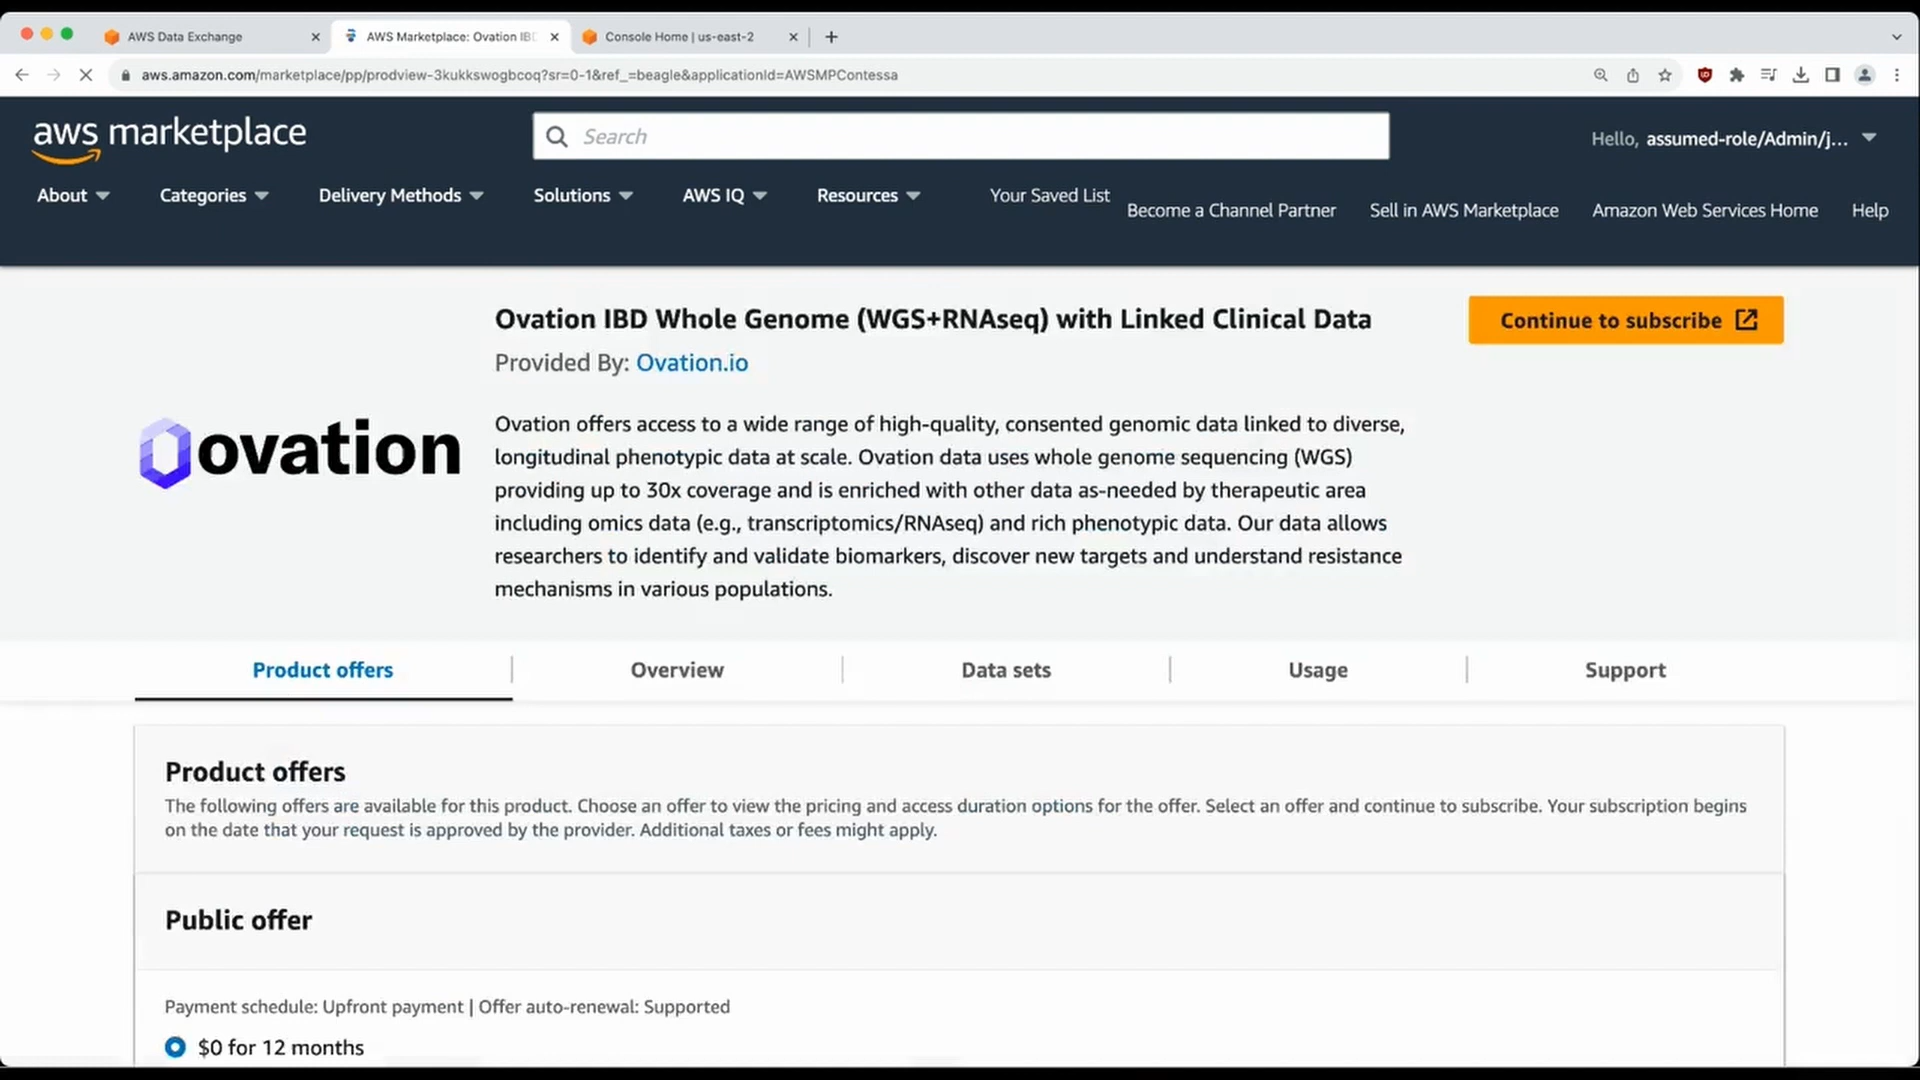 AWS Data Exchange
AWS Marketplace: Ovation IBD
Console Home | us-east-2
aws.amazon.com/marketplace/pp/prodview-3kukkswogbcoq?sr=0-1&ref_=beagle&applicationId=AWSMPContessa
aws marketplace
Search
Hello, assumed-role/Admin/j...
About
Categories
Delivery Methods
Solutions
AWS IQ
Resources
Your Saved List
Become a Channel Partner
Sell in AWS Marketplace
Amazon Web Services Home
Help
Ovation IBD Whole Genome (WGS+RNAseq) with Linked Clinical Data
Continue to subscribe
Provided By: Ovation.io
ovation
Ovation offers access to a wide range of high-quality, consented genomic data linked to diverse,
longitudinal phenotypic data at scale. Ovation data uses whole genome sequencing (WGS)
providing up to 30x coverage and is enriched with other data as-needed by therapeutic area
including omics data (e.g., transcriptomics/RNAseq) and rich phenotypic data. Our data allows
researchers to identify and validate biomarkers, discover new targets and understand resistance
mechanisms in various populations.
Product offers
Overview
Data sets
Usage
Support
Product offers
The following offers are available for this product. Choose an offer to view the pricing and access duration options for the offer. Select an offer and continue to subscribe. Your subscription begins
on the date that your request is approved by the provider. Additional taxes or fees might apply.
Public offer
Payment schedule: Upfront payment | Offer auto-renewal: Supported
$0 for 12 months